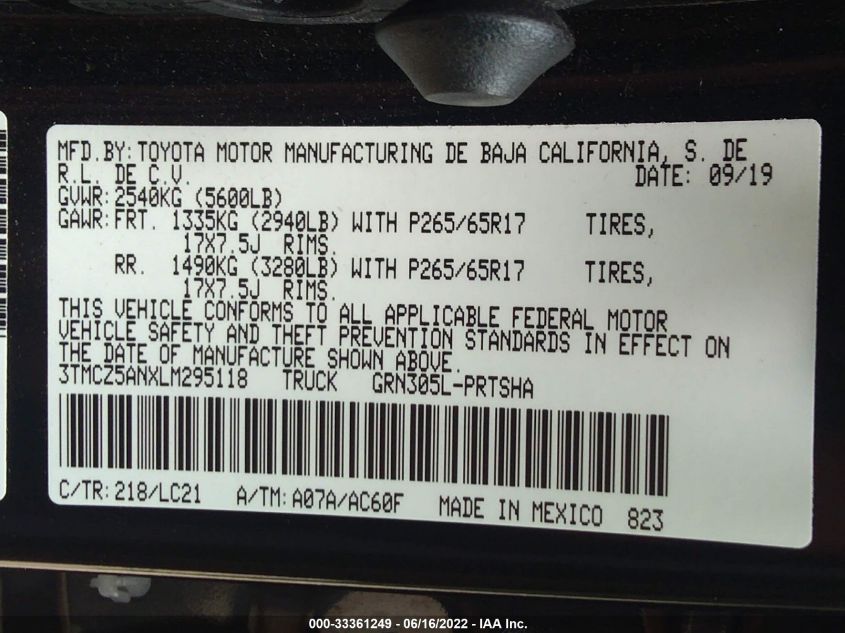 MFD.BY:TOYOTA MOTOR MANUFACTURING DE BAJA CALIFORNIA, S. DE
R.L. DE C.V. DATE: 09/19
GVWR:2540KG (5600LB)
GAWR:FRT. 1335KG (2940LB) WITH P265/65R17 TIRES,
17X7.5J RIMS.
RR. 1490KG (3280LB) WITH P265/65R17 TIRES,
17X7.5J RIMS.
THIS VEHICLE CONFORMS TO ALL APPLICABLE FEDERAL MOTOR
VEHICLE SAFETY AND THEFT PREVENTION STANDARDS IN EFFECT ON
THE DATE OF MANUFACTURE SHOWN ABOVE.
3TMCZ5ANXLM295118 TRUCK GRN305L-PRTSHA
C/TR:218/LC21 A/TM:A07A/AC60F MADE IN MEXICO 823
000-33361249 - 06/16/2022 - IAA Inc.